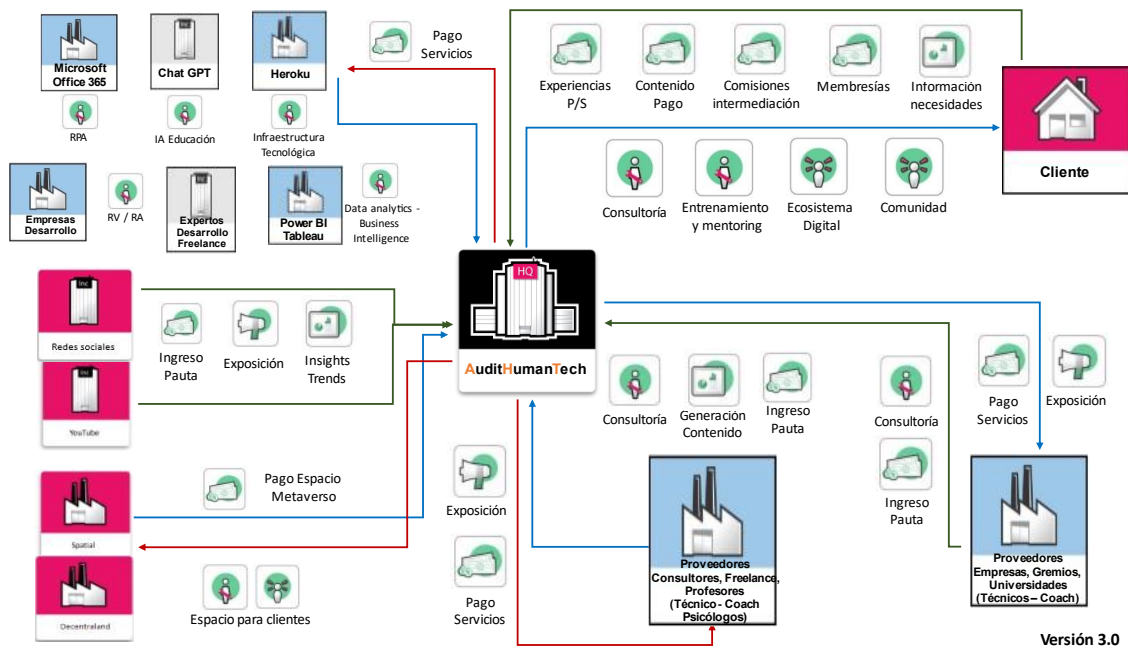 Microsoft
Office 365
Chat GPT
Heroku
Pago
Servicios
RPA
IA Educación
Infraestructura
Tecnológica
Empresas
Desarrollo
RV / RA
Inc
Expertos
Desarrollo
Freelance
Power BI
Tableau
Data analytics -
Business
Intelligence
Experiencias
P/S
Contenido
Pago
Comisiones
intermediación
Membresías
Información
necesidades
Cliente
Consultoría
Entrenamiento
y mentoring
Ecosistema
Digital
Comunidad
HQ
AuditHumanTech
Inc
Redes sociales
Inc
YouTube
Ingreso
Pauta
Exposición
Insights
Trends
Spatial
Decentraland
Pago Espacio
Metaverso
Espacio para clientes
Exposición
Pago
Servicios
Consultoría
Generación
Contenido
Ingreso
Pauta
Proveedores
Consultores, Freelance,
Profesores
(Técnico - Coach
Psicólogos)
Consultoría
Ingreso
Pauta
Pago
Servicios
Exposición
Proveedores
Empresas, Gremios,
Universidades
(Técnicos – Coach)
Versión 3.0